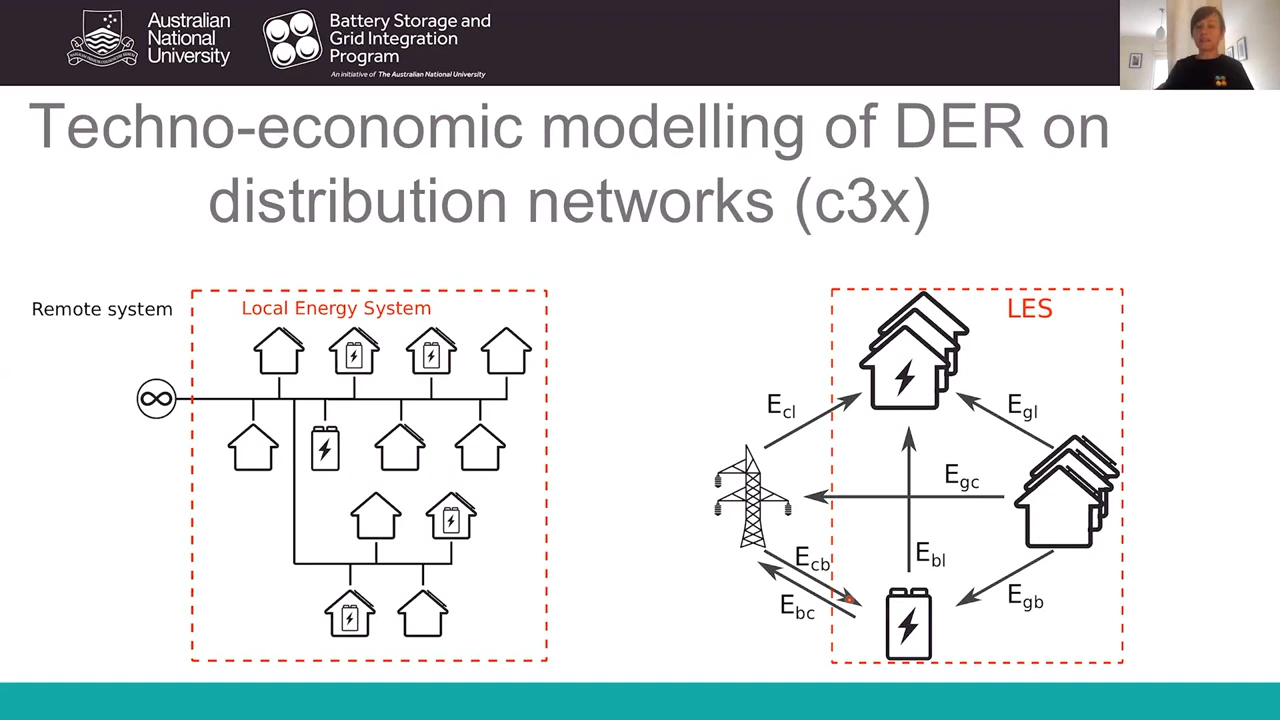 Australian
National
University
Battery Storage and
Grid Integration
Program
An initiative of The Australian National University
Techno-economic modelling of DER on
distribution networks (c3x)
Remote system
Local Energy System
LES
Ecl
Egl
Egc
Ecb
Ebl
Ebc
Egb